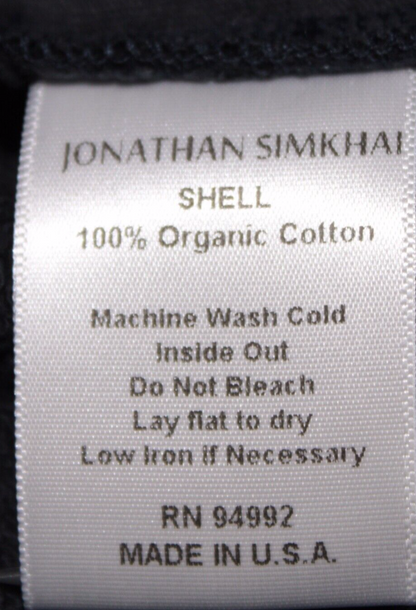 JONATHAN SIMKHAI
SHELL
100% Organic Cotton
Machine Wash Cold
Inside Out
Do Not Bleach
Lay flat to dry
Low Iron if Necessary
RN 94992
MADE IN U.S.A.